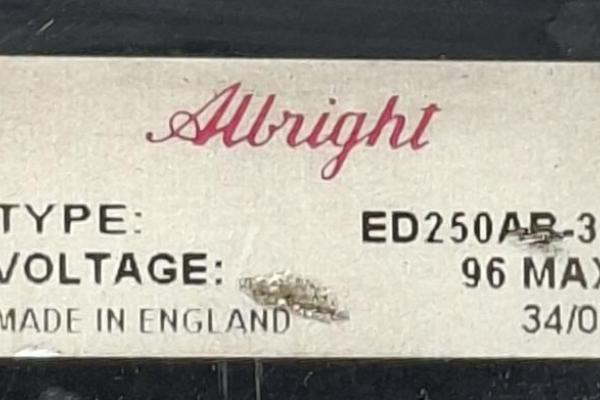 Albright
TYPE: ED250AB-3
VOLTAGE: 96 MAX
MADE IN ENGLAND 34/0